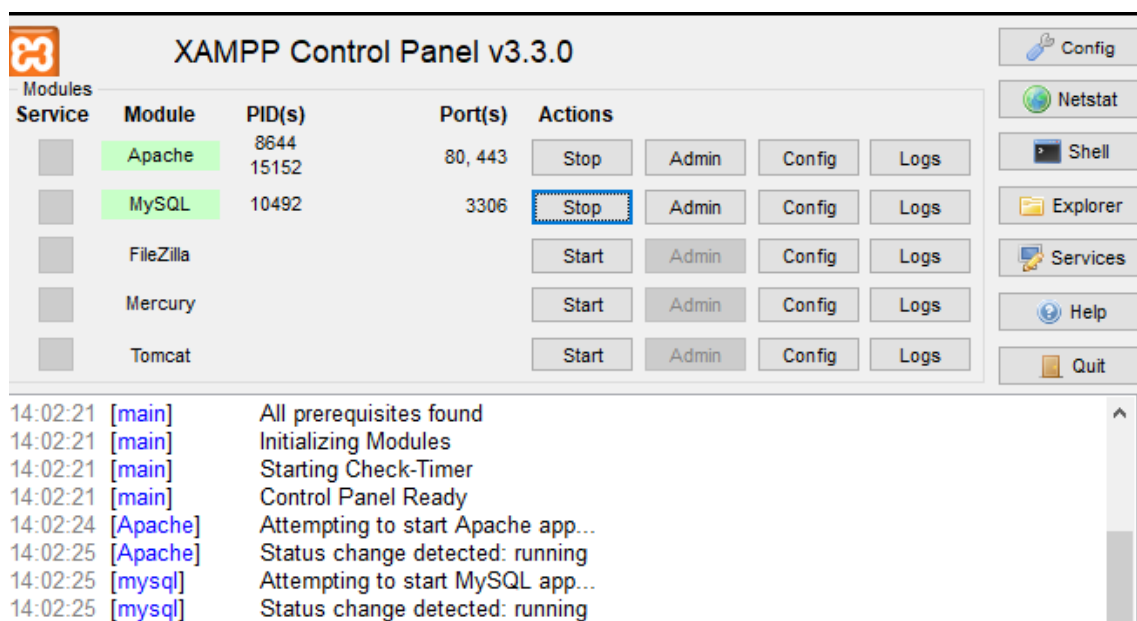 XAMPP Control Panel v3.3.0
Config
Modules
Service Module PID(s) Port(s) Actions
Netstat
Apache 8644 15152 80, 443 Stop Admin Config Logs
Shell
MySQL 10492 3306 Stop Admin Config Logs
Explorer
FileZilla Start Admin Config Logs
Services
Mercury Start Admin Config Logs
Help
Tomcat Start Admin Config Logs
Quit
14:02:21 [main] All prerequisites found
14:02:21 [main] Initializing Modules
14:02:21 [main] Starting Check-Timer
14:02:21 [main] Control Panel Ready
14:02:24 [Apache] Attempting to start Apache app...
14:02:25 [Apache] Status change detected: running
14:02:25 [mysql] Attempting to start MySQL app...
14:02:25 [mysql] Status change detected: running